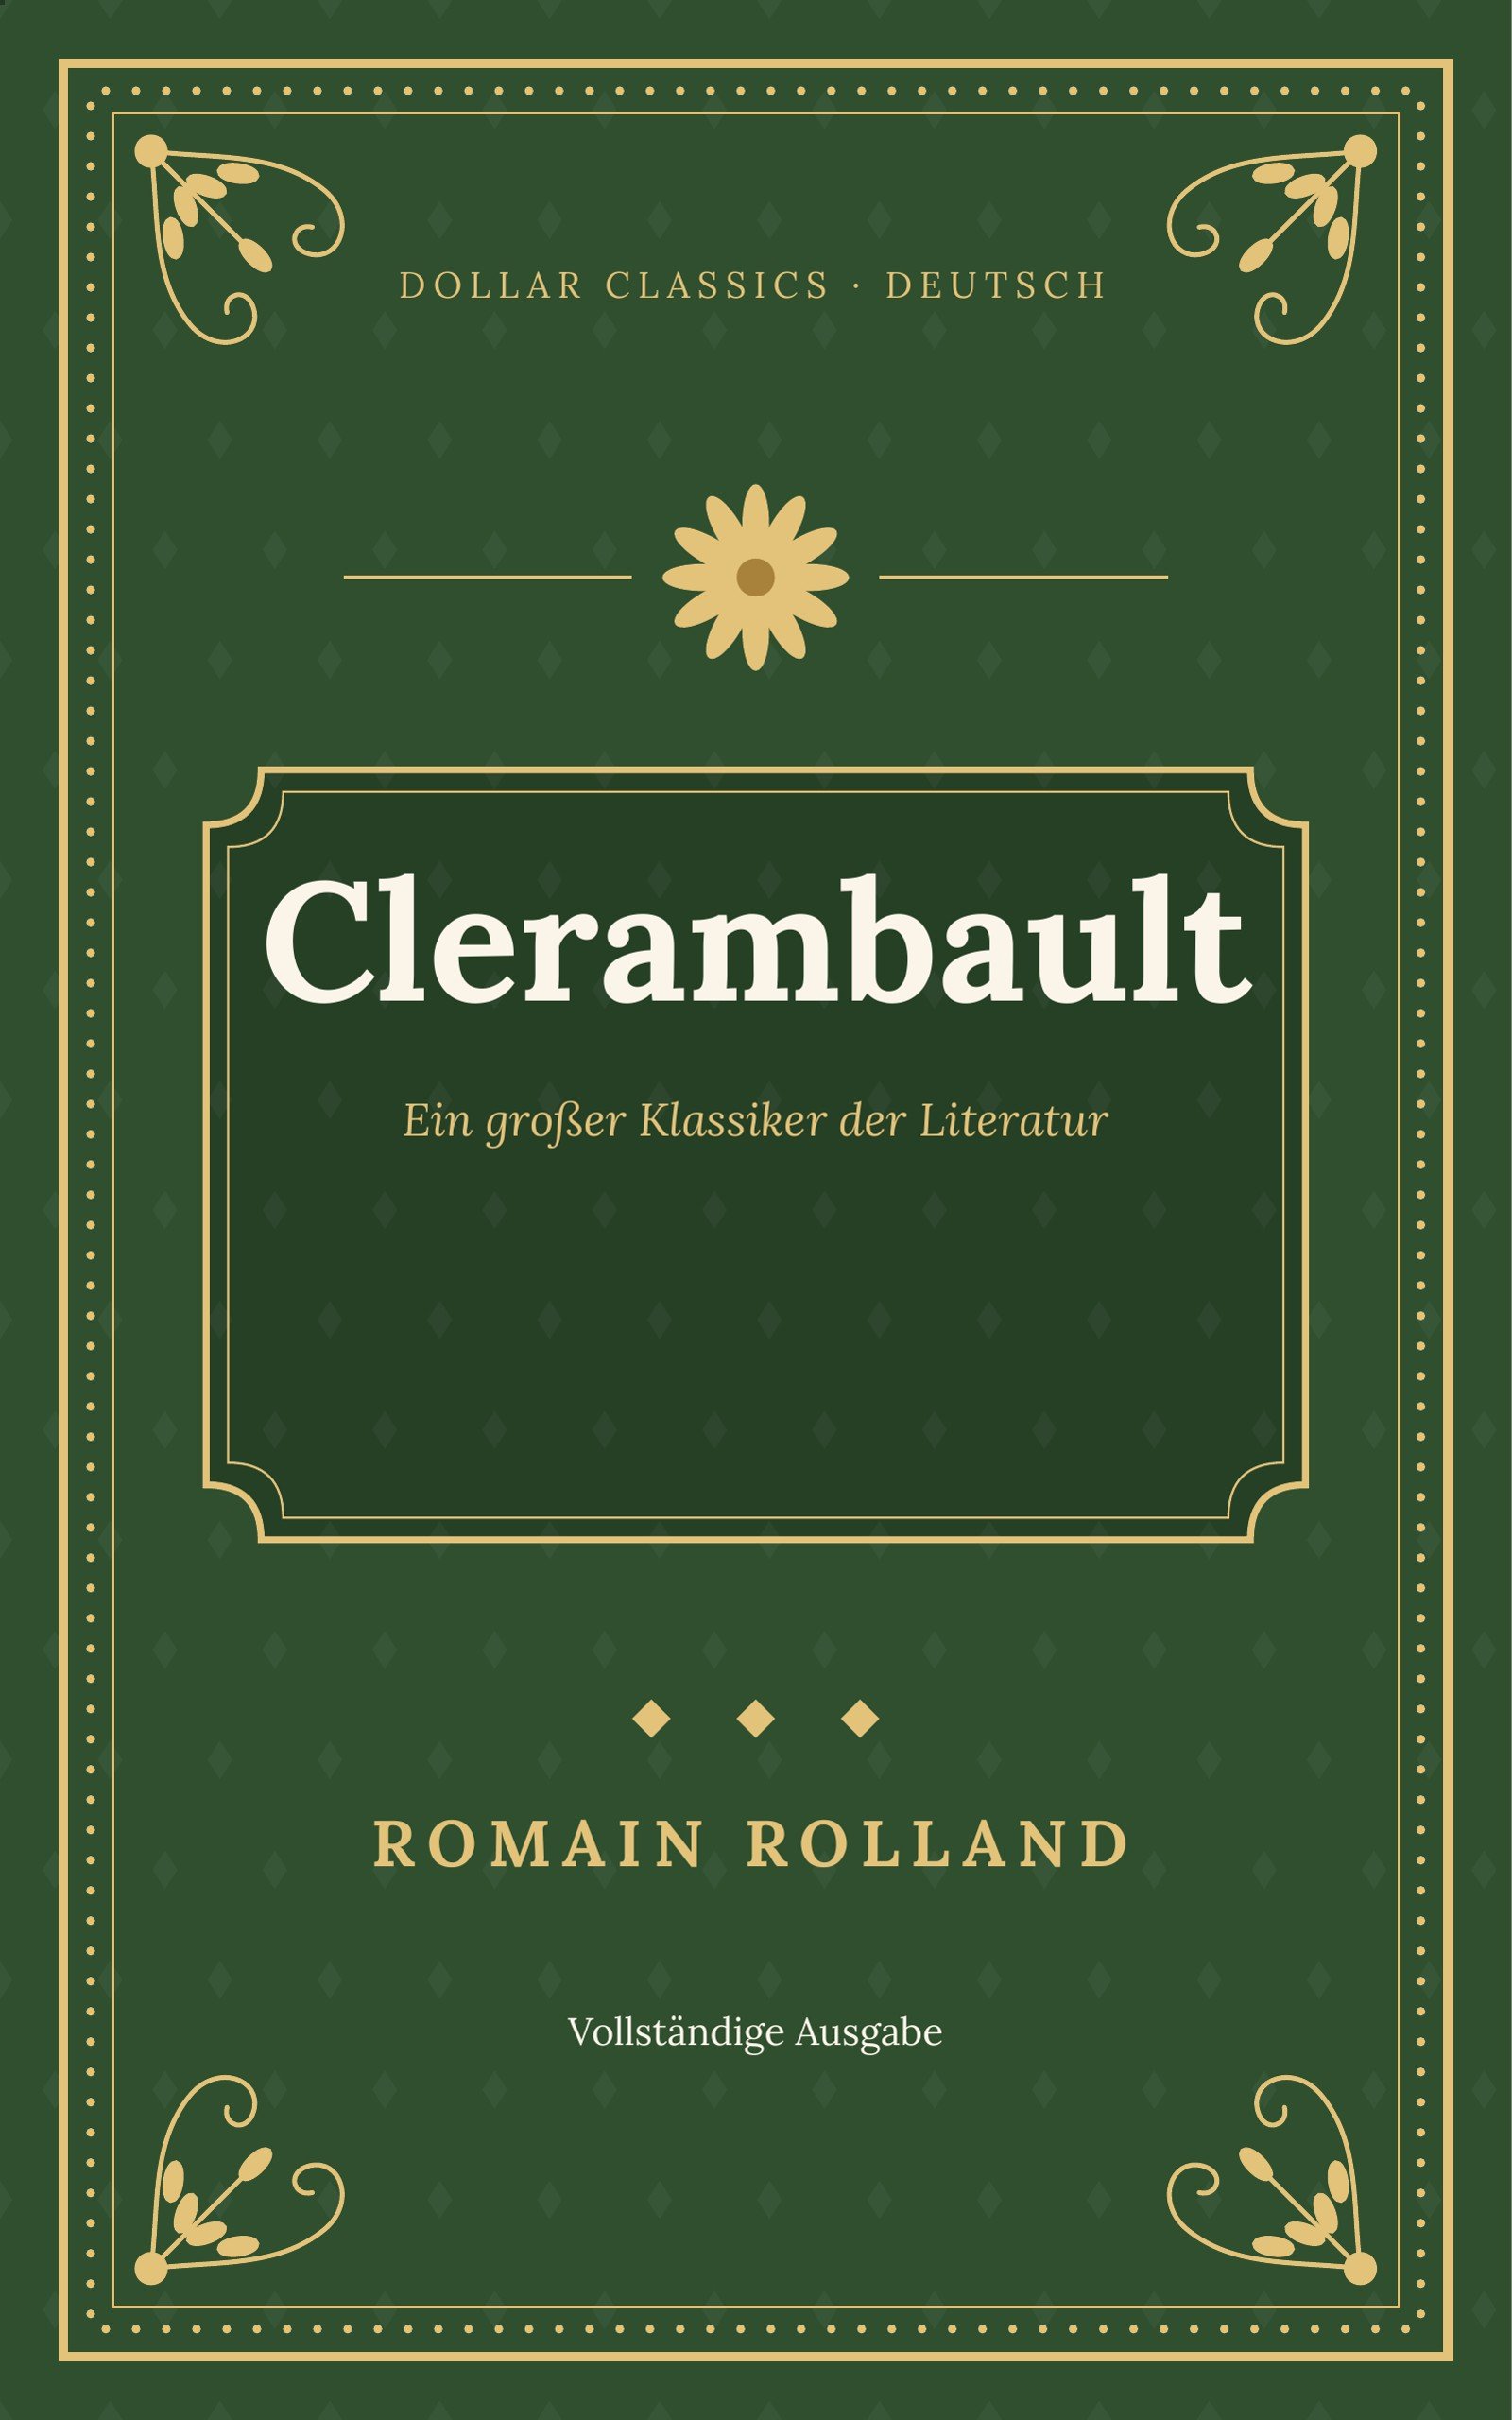 DOLLAR CLASSICS · DEUTSCH
Clerambault
Ein großer Klassiker der Literatur
ROMAIN ROLLAND
Vollständige Ausgabe